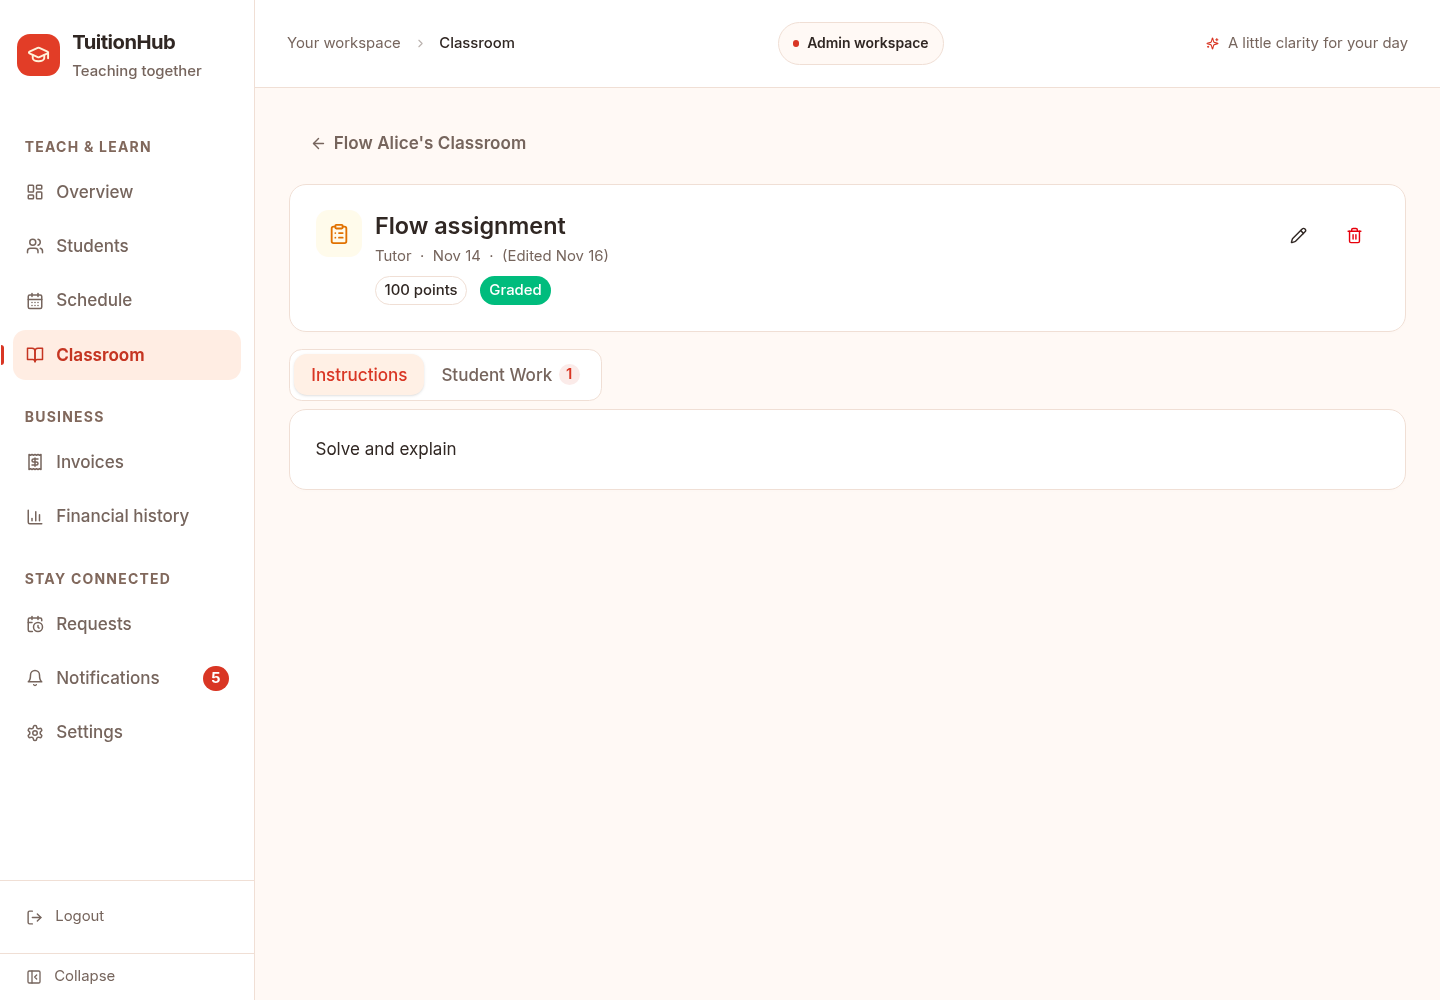 TuitionHub
Teaching together
TEACH & LEARN
Overview
Students
Schedule
Classroom
BUSINESS
Invoices
Financial history
STAY CONNECTED
Requests
Notifications 5
Settings
Logout
Collapse
Your workspace > Classroom
Admin workspace
A little clarity for your day
Flow Alice's Classroom
Flow assignment
Tutor · Nov 14 · (Edited Nov 16)
100 points Graded
Instructions Student Work 1
Solve and explain